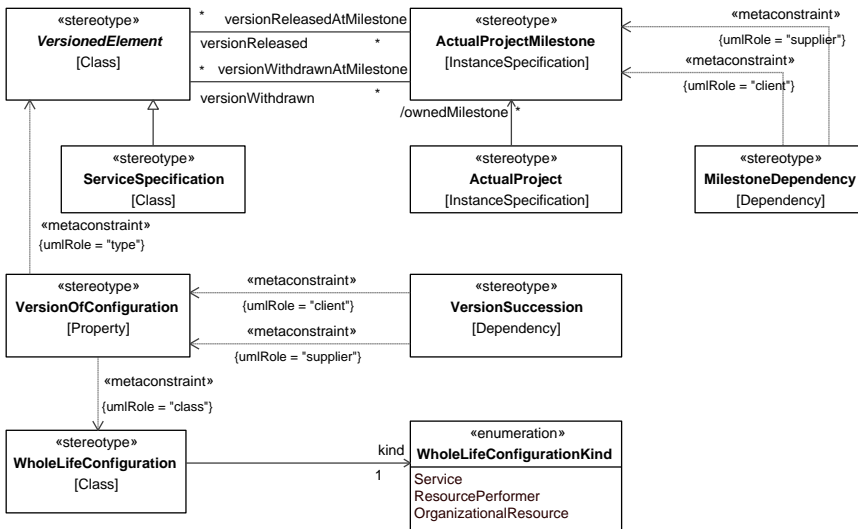 «stereotype»
VersionedElement
[Class]
* versionReleasedAtMilestone
versionReleased *
* versionWithdrawnAtMilestone
versionWithdrawn *
«stereotype»
ActualProjectMilestone
[InstanceSpecification]
«metaconstraint»
{umlRole = "supplier"}
«metaconstraint»
{umlRole = "client"}
/ownedMilestone *
«stereotype»
ServiceSpecification
[Class]
«stereotype»
ActualProject
[InstanceSpecification]
«stereotype»
MilestoneDependency
[Dependency]
«metaconstraint»
{umlRole = "type"}
«stereotype»
VersionOfConfiguration
[Property]
«metaconstraint»
{umlRole = "client"}
«metaconstraint»
{umlRole = "supplier"}
«stereotype»
VersionSuccession
[Dependency]
«metaconstraint»
{umlRole = "class"}
«stereotype»
WholeLifeConfiguration
[Class]
kind
1
«enumeration»
WholeLifeConfigurationKind
Service
ResourcePerformer
OrganizationalResource